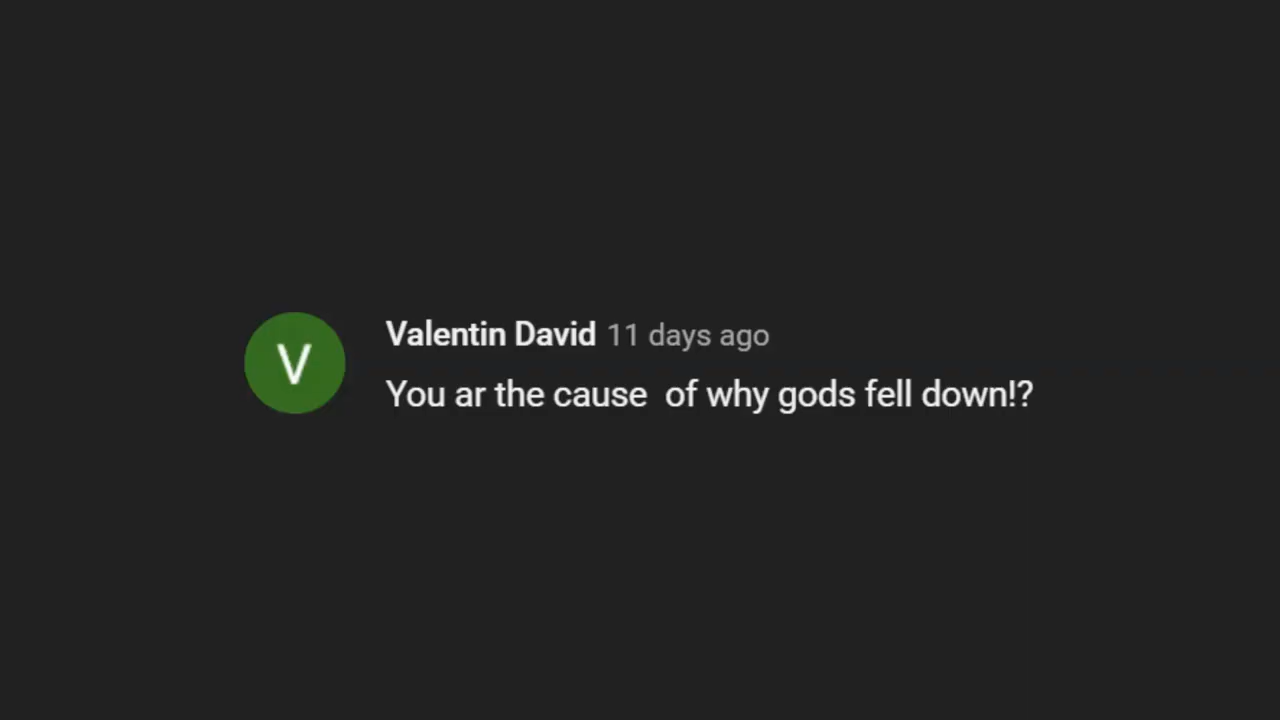 V
Valentin David 11 days ago
You ar the cause  of why gods fell down!?